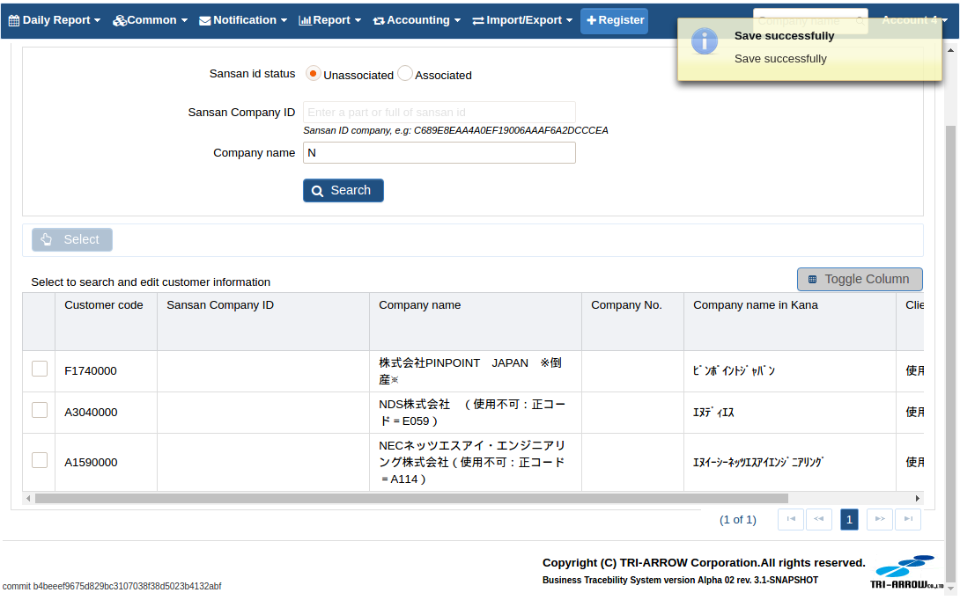 Daily Report Common Notification Report Accounting Import/Export Register Company name Account 4
Save successfully
Save successfully
Sansan id status Unassociated Associated
Sansan Company ID Enter a part or full of sansan id
Sansan ID company, e.g: C689E8EAA4A0EF19006AAAF6A2DCCCEA
Company name N
Search
Select
Select to search and edit customer information
Toggle Column
Customer code Sansan Company ID Company name Company No. Company name in Kana Clie
F1740000 株式会社PINPOINT　JAPAN　※倒 ﾋﾟﾝﾎﾟｲﾝﾄｼﾞｬﾊﾟﾝ 使用
産※
A3040000 NDS株式会社　（使用不可：正コー ｴﾇﾃﾞｨｴｽ 使用
ド＝E059）
A1590000 NECネッツエスアイ・エンジニアリ ｴﾇｲｰｼｰﾈｯﾂｴｽｱｲｴﾝｼﾞﾆｱﾘﾝｸﾞ 使用
ング株式会社（使用不可：正コード
＝A114）
(1 of 1) 1
Copyright (C) TRI-ARROW Corporation.All rights reserved.
Business Tracebility System version Alpha 02 rev. 3.1-SNAPSHOT
TRI-ARROW Co.,LTD
commit b4beeef9675d829bc3107038f38d5023b4132abf